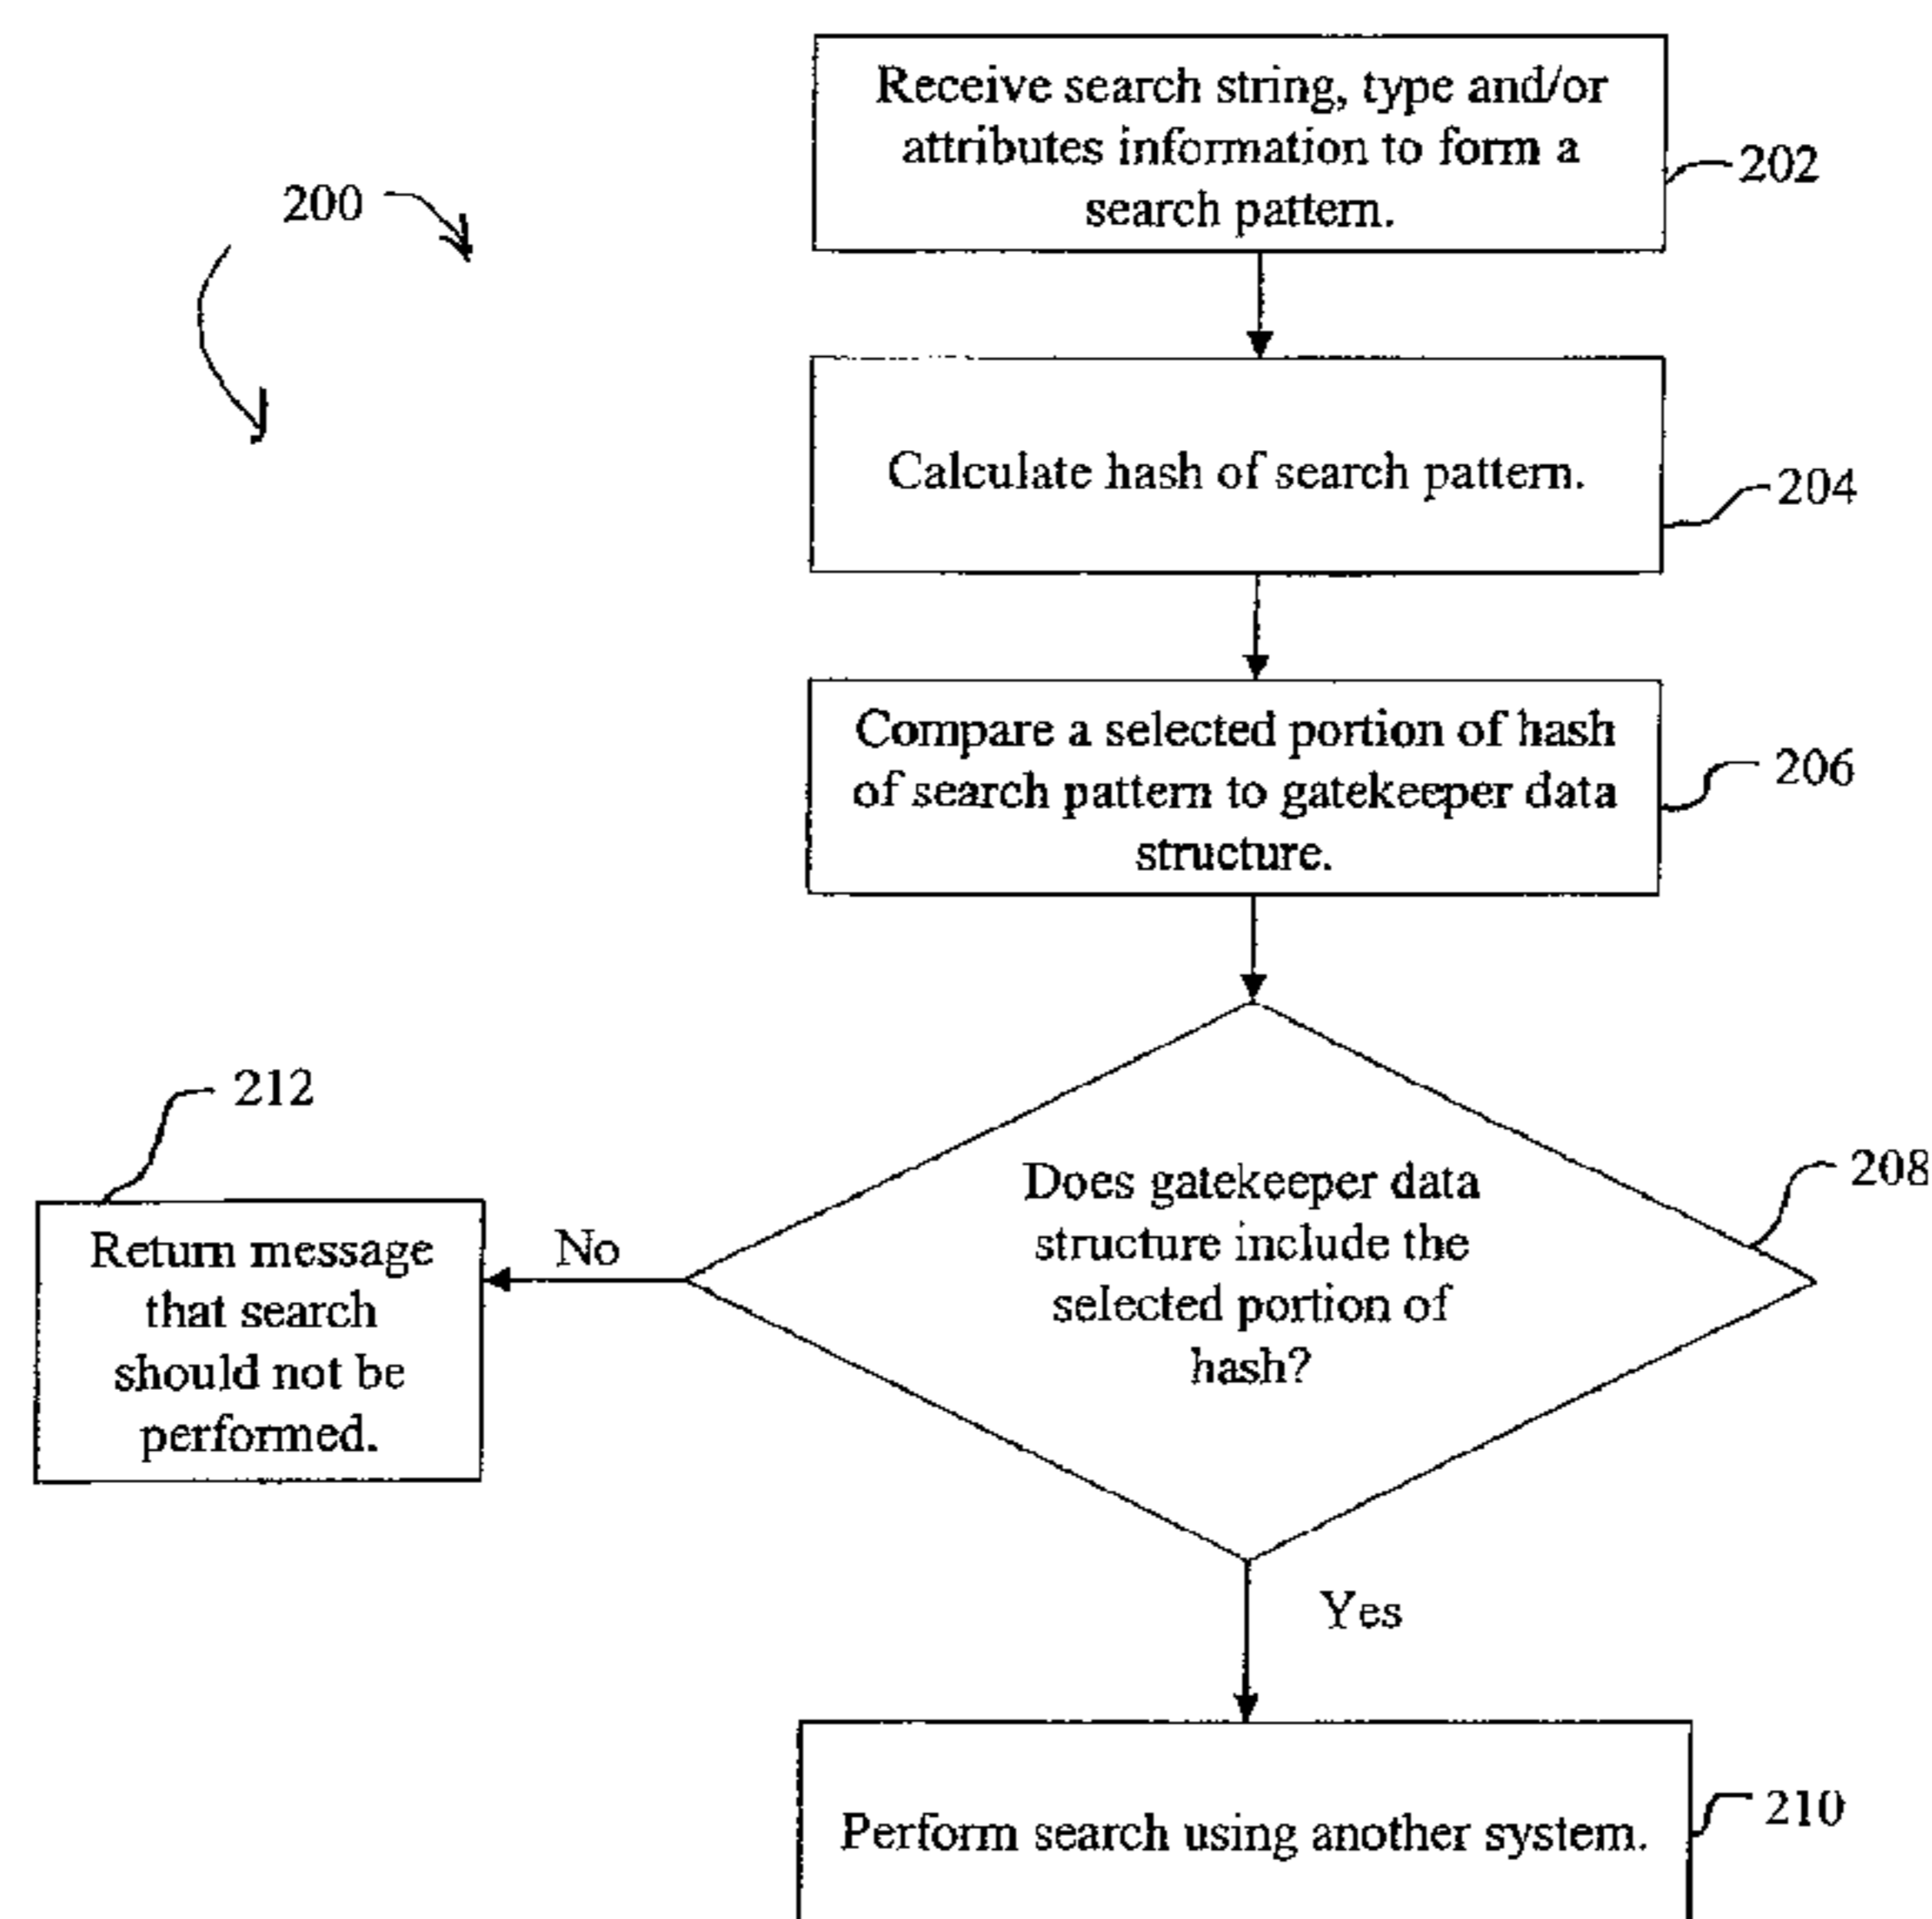 Receive search string, type and/or
attributes information to form a
search pattern.
202
200
Calculate hash of search pattern.
204
Compare a selected portion of hash
of search pattern to gatekeeper data
structure.
206
212
Does gatekeeper data
structure include the
selected portion of
hash?
208
No
Return message
that search
should not be
performed.
Yes
Perform search using another system.
210